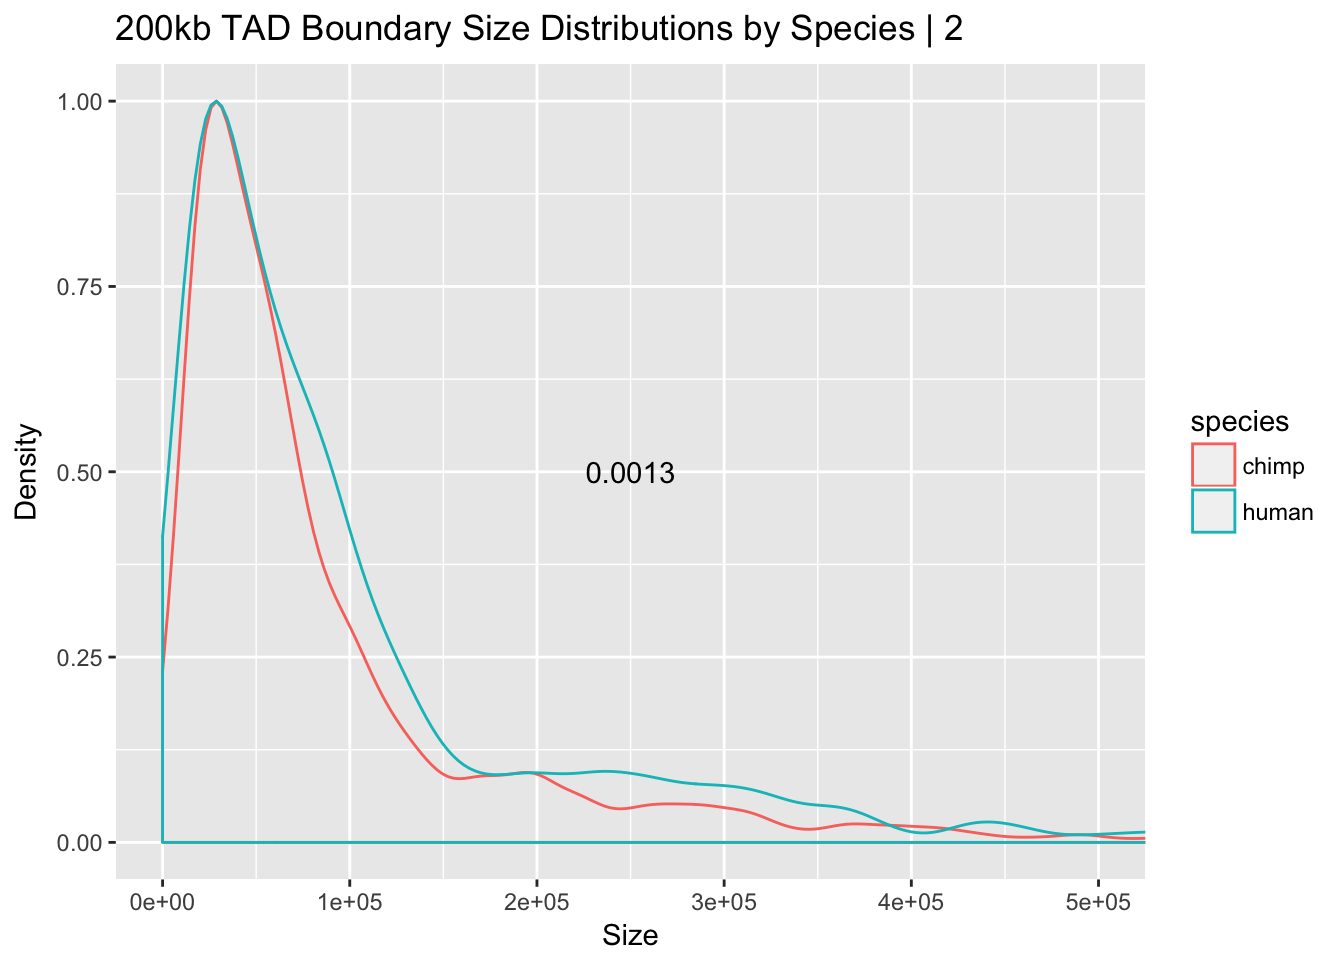 200kb TAD Boundary Size Distributions by Species | 2
Density
1.00
0.75
0.50
0.25
0.00
0.0013
0e+00 1e+05 2e+05 3e+05 4e+05 5e+05
Size
species
chimp
human